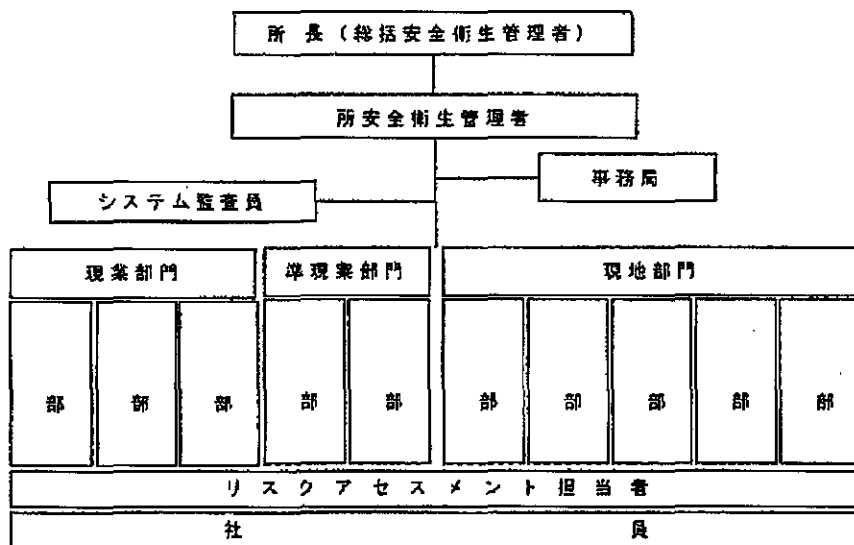 所長（総括安全衛生管理者）
所安全衛生管理者
事務局
システム監査員
現業部門 準現業部門 現地部門
部 部 部 部 部 部 部 部 部 部
リスクアセスメント担当者
社員